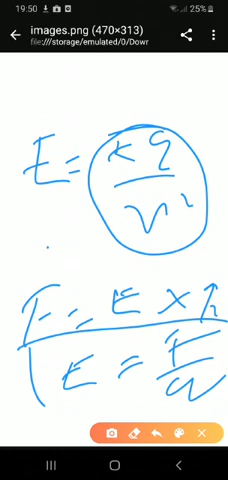 19:50 25%
images.png (470×313)
file:///storage/emulated/0/Dowr
E = kq/r²
F = E ×
E = F/q